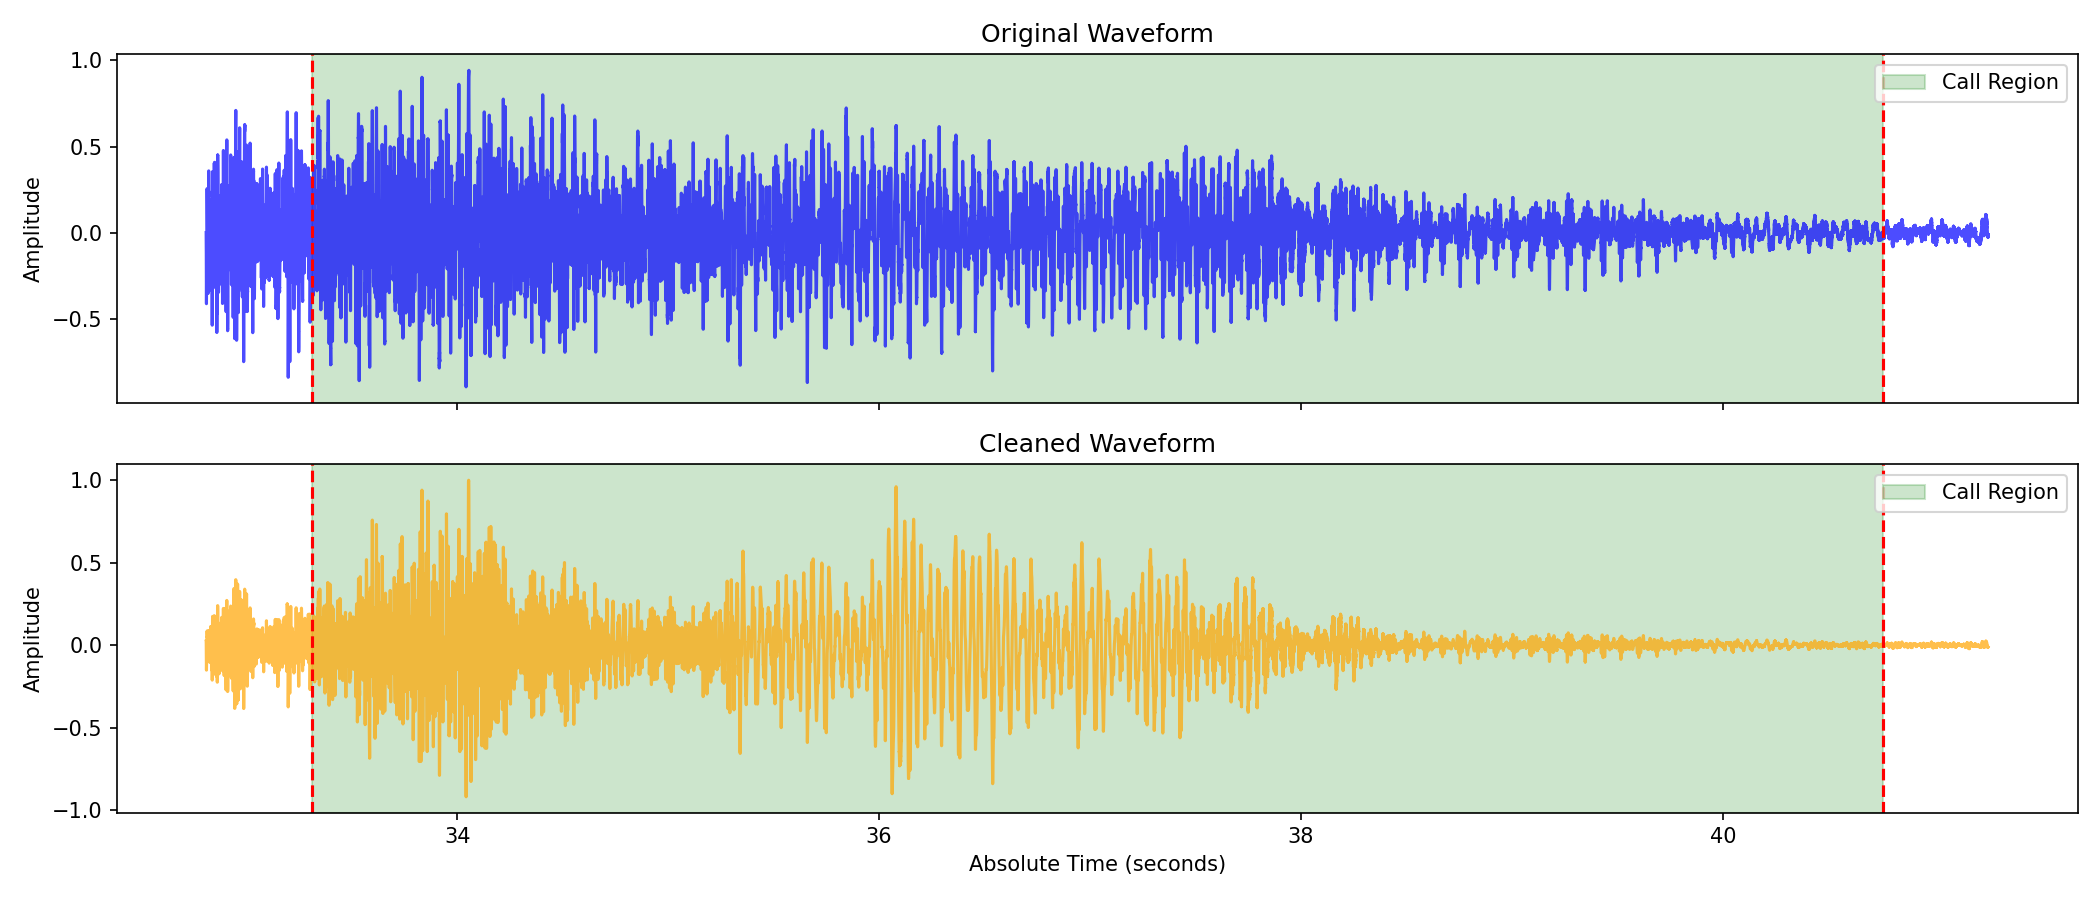 Original Waveform
1.0
0.5
0.0
−0.5
Amplitude
Call Region
Cleaned Waveform
1.0
0.5
0.0
−0.5
−1.0
Amplitude
Call Region
34 36 38 40
Absolute Time (seconds)